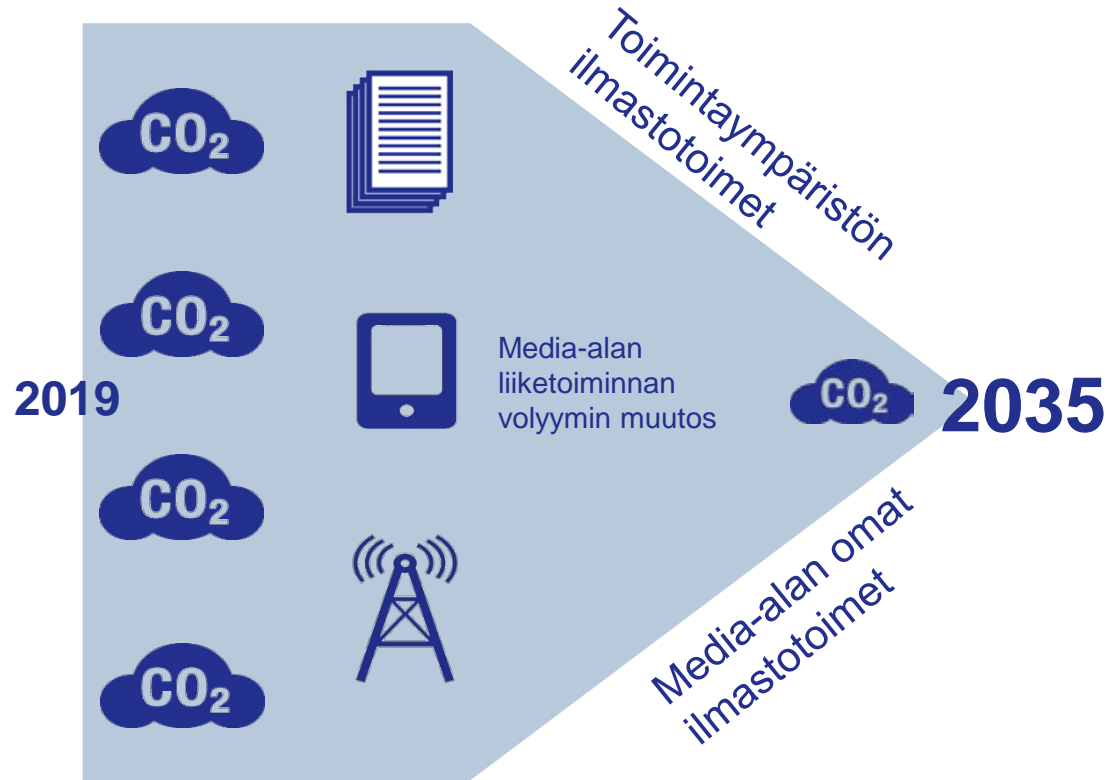 Toimintaympäristön
ilmastotoimet
CO₂
CO₂
2019
Media-alan
liiketoiminnan
volyymin muutos
CO₂
2035
CO₂
CO₂
Media-alan omat
ilmastotoimet